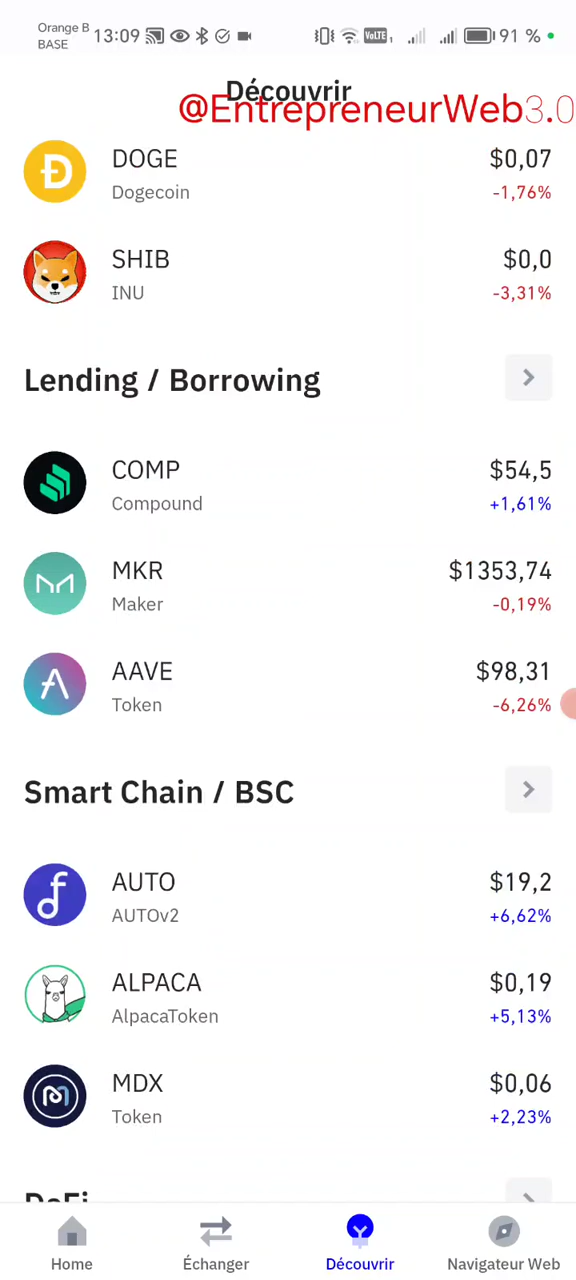 Orange B
BASE
13:09
VoLTE
91 %
Découvrir
@EntrepreneurWeb3.0
DOGE
$0,07
Dogecoin
-1,76%
SHIB
$0,0
INU
-3,31%
Lending / Borrowing
COMP
$54,5
Compound
+1,61%
MKR
$1353,74
Maker
-0,19%
AAVE
$98,31
Token
-6,26%
Smart Chain / BSC
AUTO
$19,2
AUTOv2
+6,62%
ALPACA
$0,19
AlpacaToken
+5,13%
MDX
$0,06
Token
+2,23%
DeFi
Home
Échanger
Découvrir
Navigateur Web